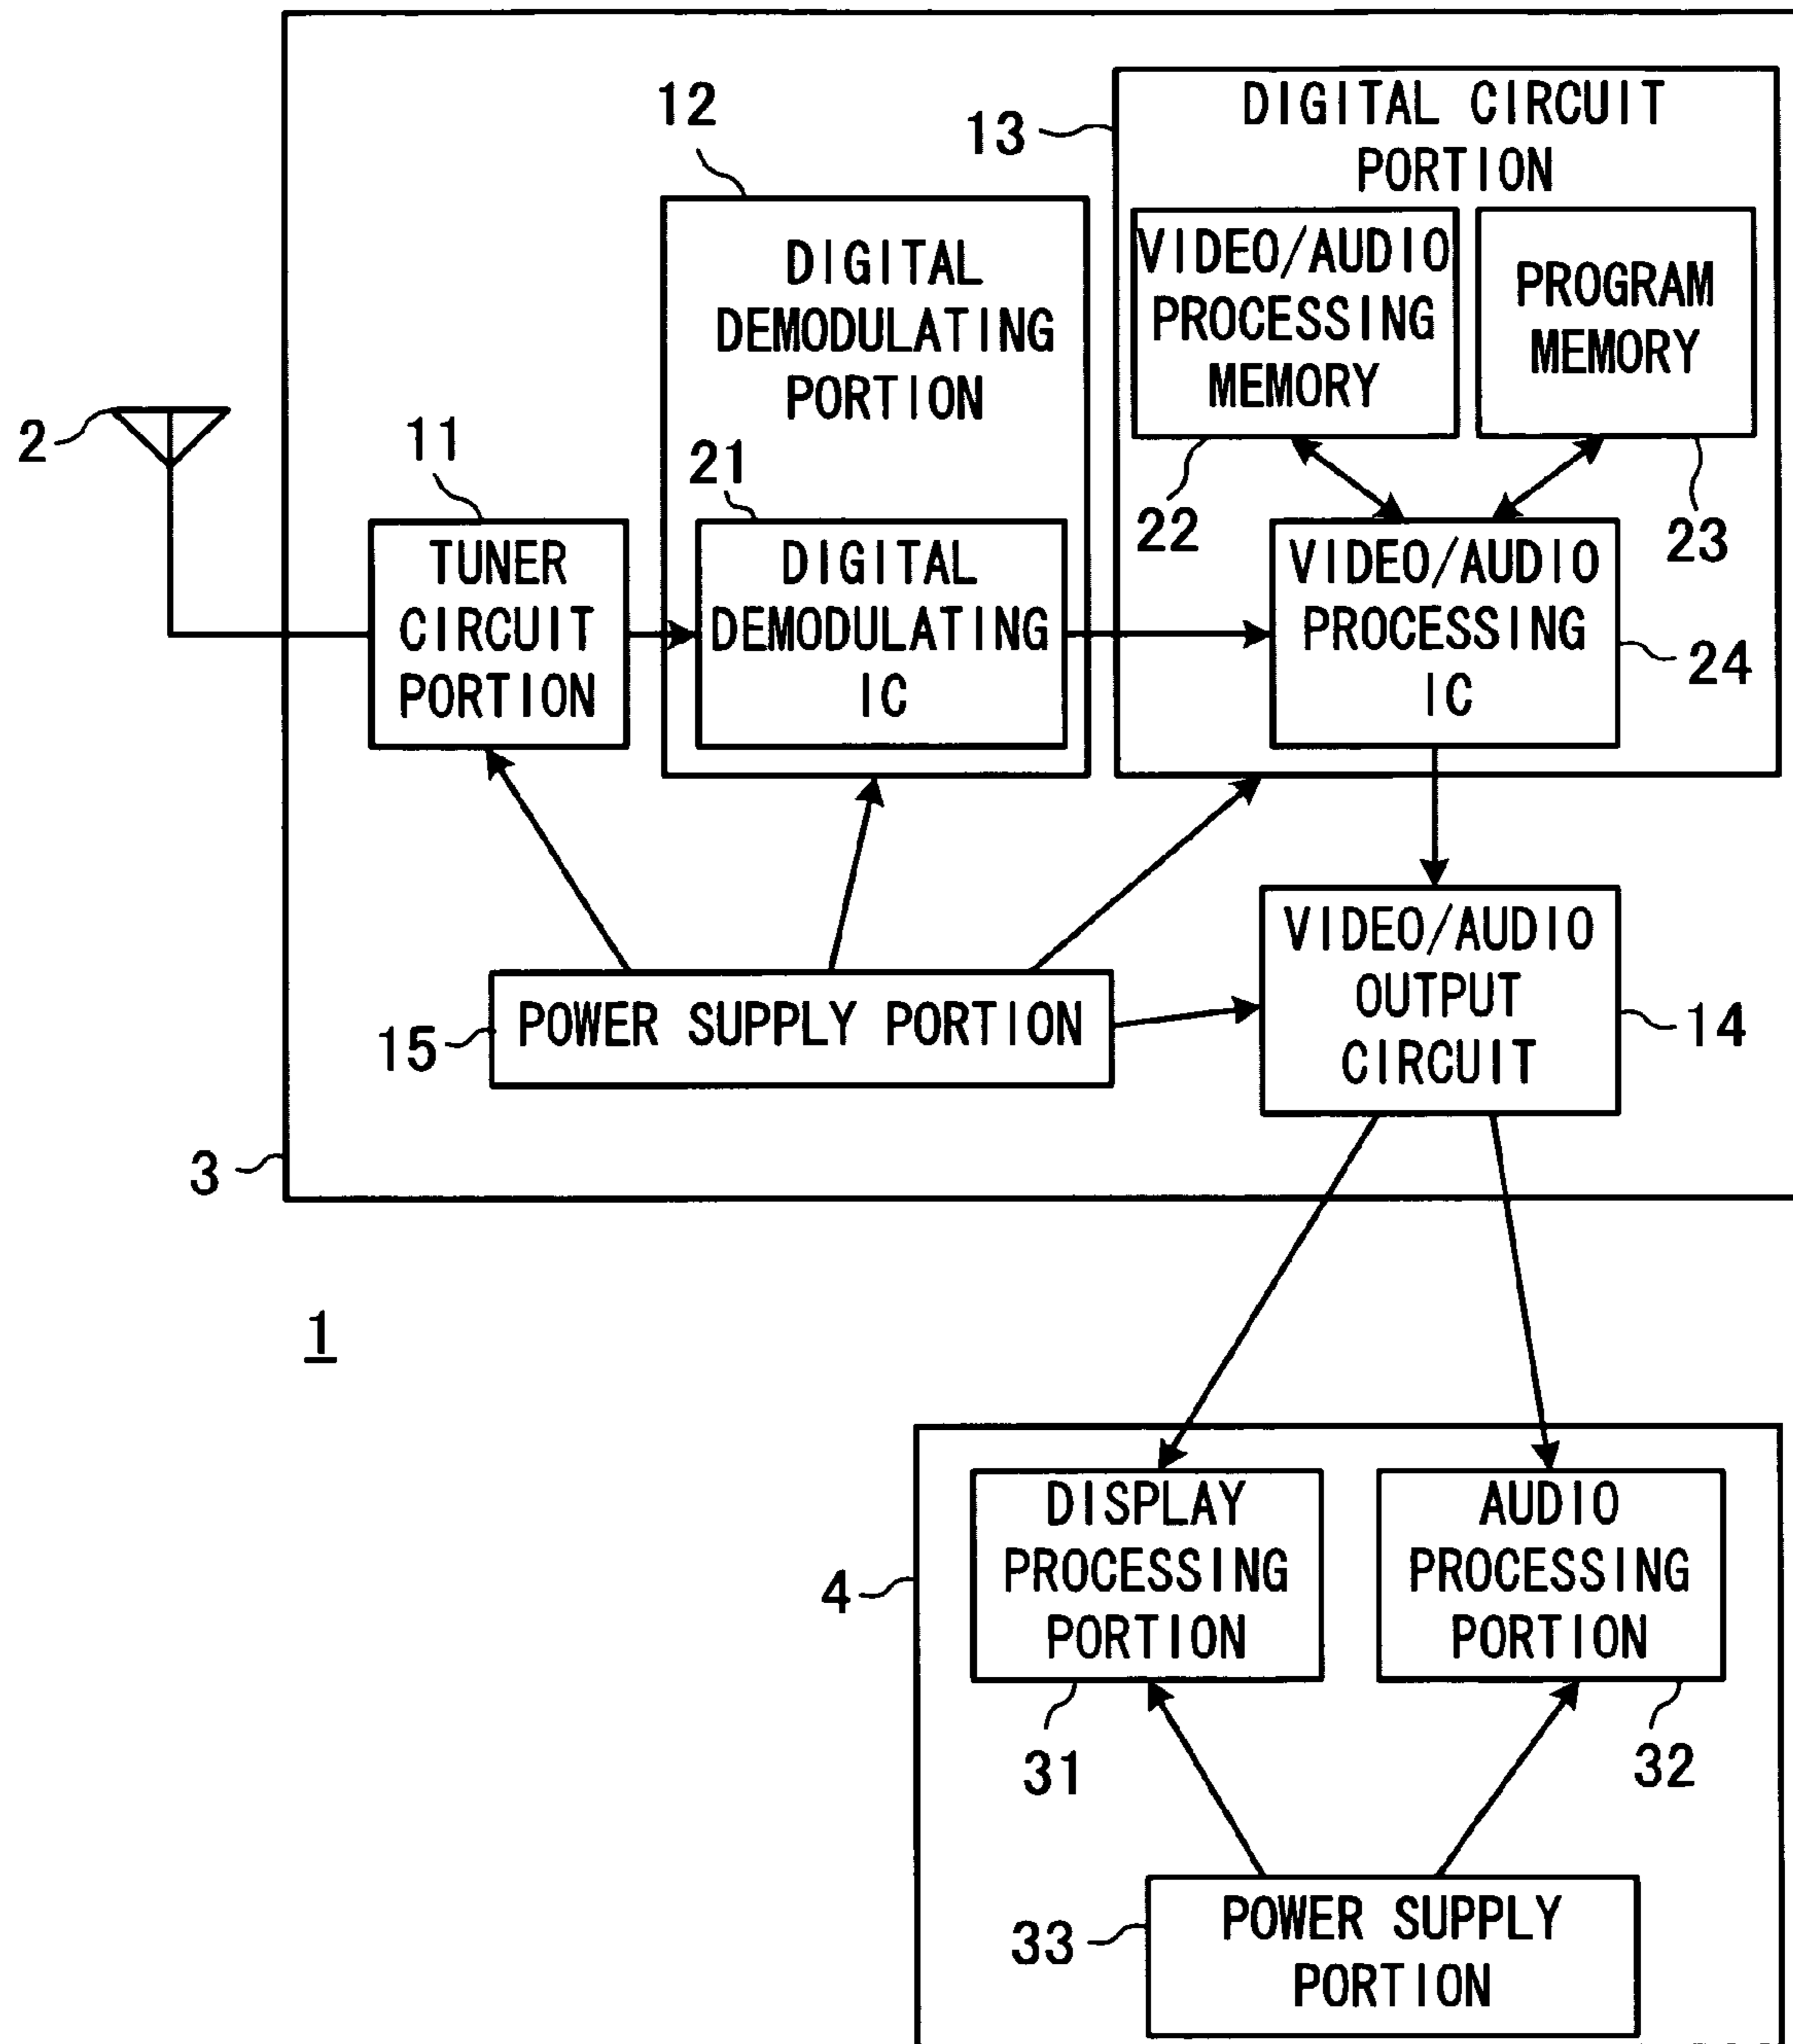 12
13
DIGITAL CIRCUIT
PORTION
DIGITAL
DEMODULATING
PORTION
VIDEO/AUDIO
PROCESSING
MEMORY
PROGRAM
MEMORY
2
11
21
22
23
TUNER
CIRCUIT
PORTION
DIGITAL
DEMODULATING
IC
VIDEO/AUDIO
PROCESSING
IC
24
15
POWER SUPPLY PORTION
VIDEO/AUDIO
OUTPUT
CIRCUIT
14
3
1
4
DISPLAY
PROCESSING
PORTION
AUDIO
PROCESSING
PORTION
31
32
33
POWER SUPPLY
PORTION